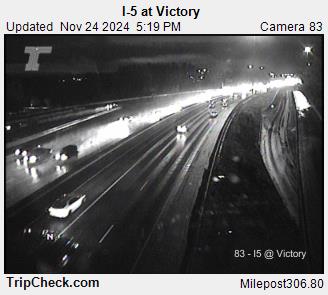 I-5 at Victory
Updated Nov 24 2024 5:19 PM Camera 83
T
83 - I5 @ Victory
TripCheck.com Milepost306.80